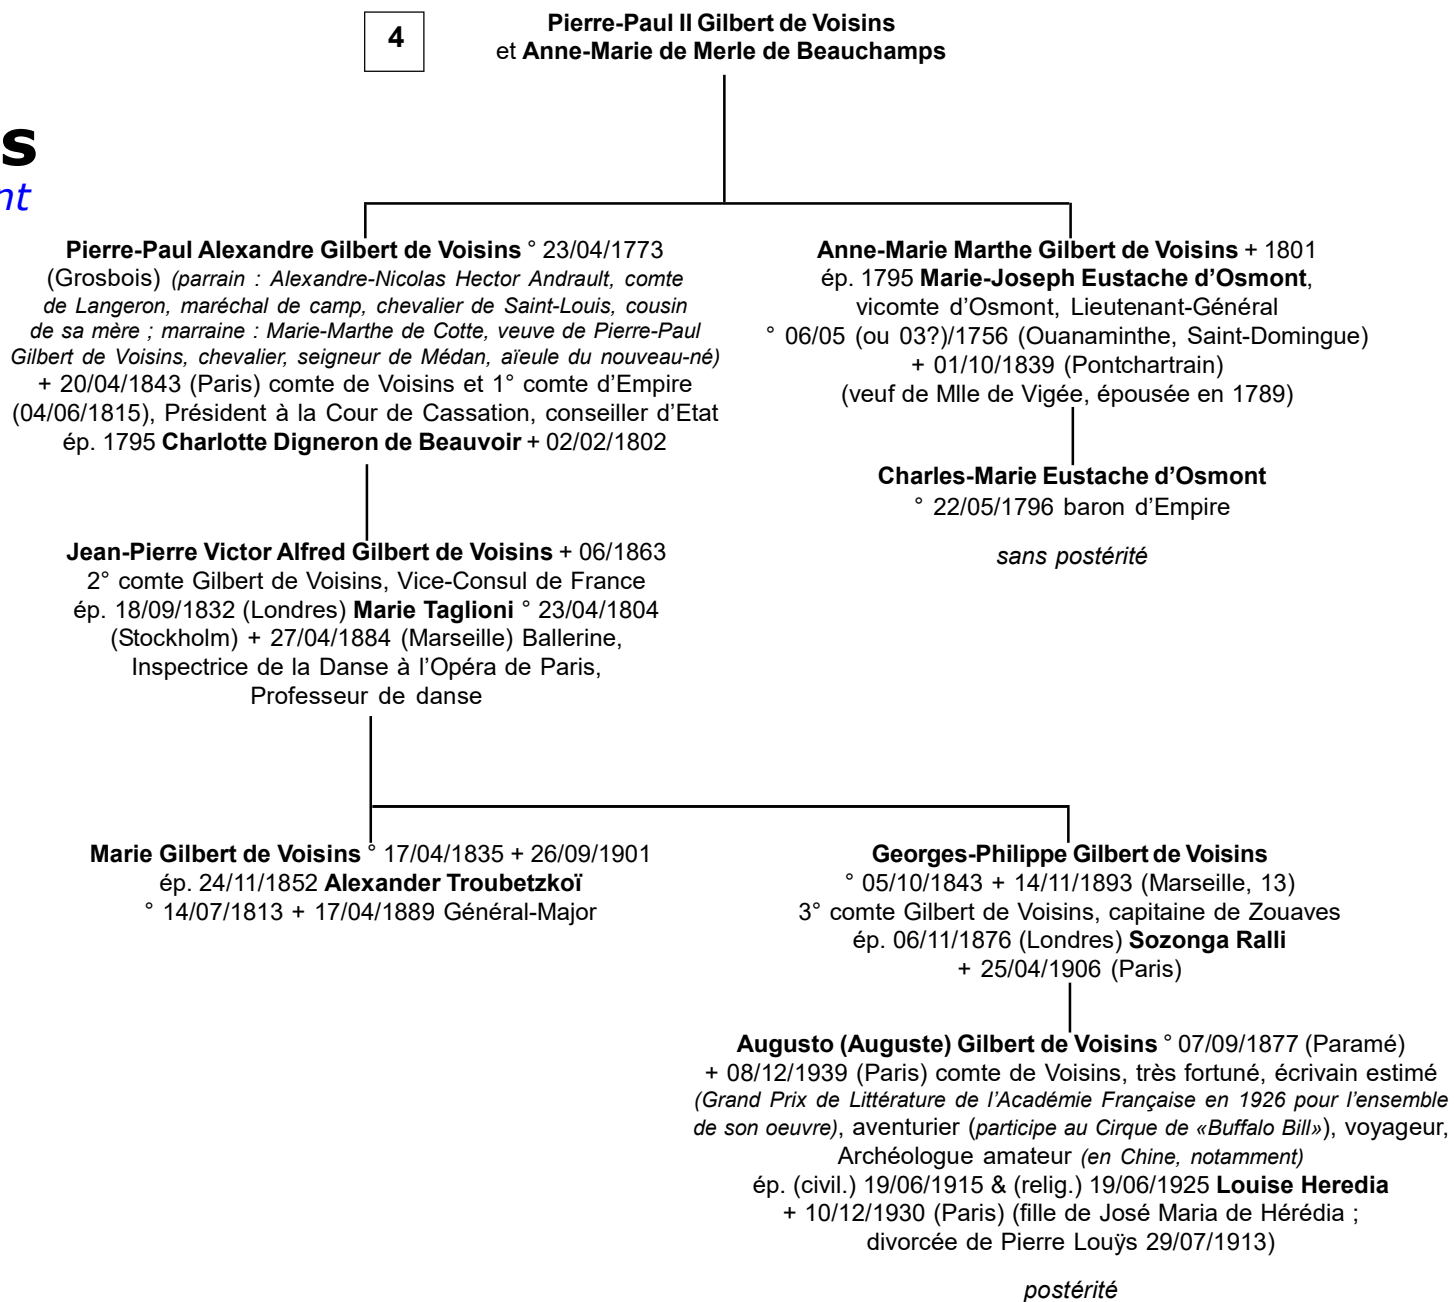 4
Pierre-Paul II Gilbert de Voisins
et Anne-Marie de Merle de Beauchamps
s
nt
Pierre-Paul Alexandre Gilbert de Voisins ° 23/04/1773
(Grosbois) (parrain : Alexandre-Nicolas Hector Andrault, comte
de Langeron, maréchal de camp, chevalier de Saint-Louis, cousin
de sa mère ; marraine : Marie-Marthe de Cotte, veuve de Pierre-Paul
Gilbert de Voisins, chevalier, seigneur de Médan, aïeule du nouveau-né)
+ 20/04/1843 (Paris) comte de Voisins et 1° comte d’Empire
(04/06/1815), Président à la Cour de Cassation, conseiller d’Etat
ép. 1795 Charlotte Digneron de Beauvoir + 02/02/1802
Anne-Marie Marthe Gilbert de Voisins + 1801
ép. 1795 Marie-Joseph Eustache d’Osmont,
vicomte d’Osmont, Lieutenant-Général
° 06/05 (ou 03?)/1756 (Ouanaminthe, Saint-Domingue)
+ 01/10/1839 (Pontchartrain)
(veuf de Mlle de Vigée, épousée en 1789)
Charles-Marie Eustache d’Osmont
° 22/05/1796 baron d’Empire
sans postérité
Jean-Pierre Victor Alfred Gilbert de Voisins + 06/1863
2° comte Gilbert de Voisins, Vice-Consul de France
ép. 18/09/1832 (Londres) Marie Taglioni ° 23/04/1804
(Stockholm) + 27/04/1884 (Marseille) Ballerine,
Inspectrice de la Danse à l’Opéra de Paris,
Professeur de danse
Marie Gilbert de Voisins ° 17/04/1835 + 26/09/1901
ép. 24/11/1852 Alexander Troubetzkoï
° 14/07/1813 + 17/04/1889 Général-Major
Georges-Philippe Gilbert de Voisins
° 05/10/1843 + 14/11/1893 (Marseille, 13)
3° comte Gilbert de Voisins, capitaine de Zouaves
ép. 06/11/1876 (Londres) Sozonga Ralli
+ 25/04/1906 (Paris)
Augusto (Auguste) Gilbert de Voisins ° 07/09/1877 (Paramé)
+ 08/12/1939 (Paris) comte de Voisins, très fortuné, écrivain estimé
(Grand Prix de Littérature de l’Académie Française en 1926 pour l’ensemble
de son oeuvre), aventurier (participe au Cirque de «Buffalo Bill»), voyageur,
Archéologue amateur (en Chine, notamment)
ép. (civil.) 19/06/1915 & (relig.) 19/06/1925 Louise Heredia
+ 10/12/1930 (Paris) (fille de José Maria de Hérédia ;
divorcée de Pierre Louÿs 29/07/1913)
postérité